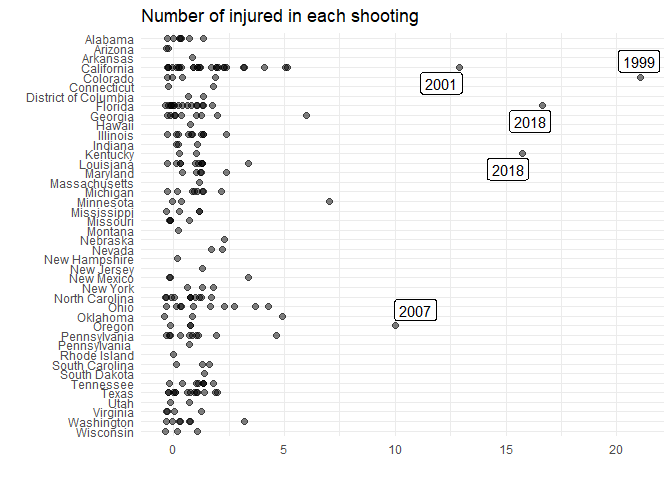 Number of injured in each shooting
Alabama
Arizona
Arkansas
1999
California
Colorado
2001
Connecticut
District of Columbia
Florida
Georgia
2018
Hawaii
Illinois
Indiana
Kentucky
Louisiana
2018
Maryland
Massachusetts
Michigan
Minnesota
Mississippi
Missouri
Montana
Nebraska
Nevada
New Hampshire
New Jersey
New Mexico
New York
North Carolina
Ohio
2007
Oklahoma
Oregon
Pennsylvania
Pennsylvania
Rhode Island
South Carolina
South Dakota
Tennessee
Texas
Utah
Virginia
Washington
Wisconsin
0 5 10 15 20